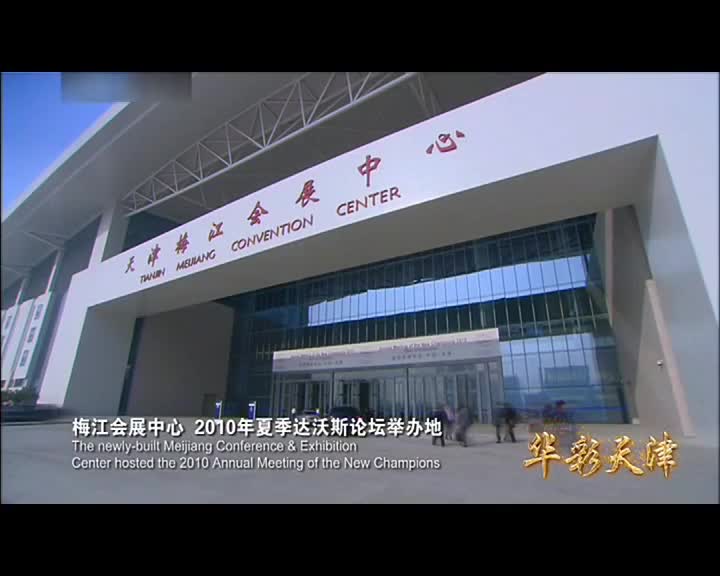 天津梅江会展中心
TIANJIN MEIJIANG CONVENTION CENTER
梅江会展中心 2010年夏季达沃斯论坛举办地
The newly-built Meijiang Conference & Exhibition
Center hosted the 2010 Annual Meeting of the New Champions
华彩天津